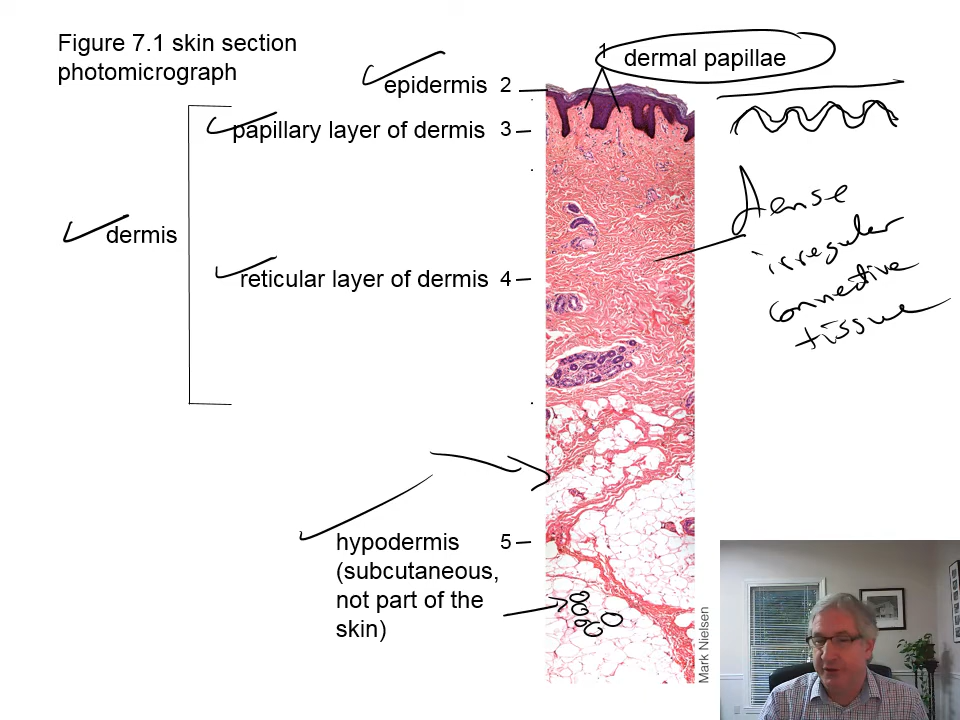 Figure 7.1 skin section
photomicrograph
1
dermal papillae
epidermis 2
papillary layer of dermis 3
dermis
reticular layer of dermis 4
Dense
irregular
connective
tissue
hypodermis 5
(subcutaneous,
not part of the
skin)
Mark Nielsen